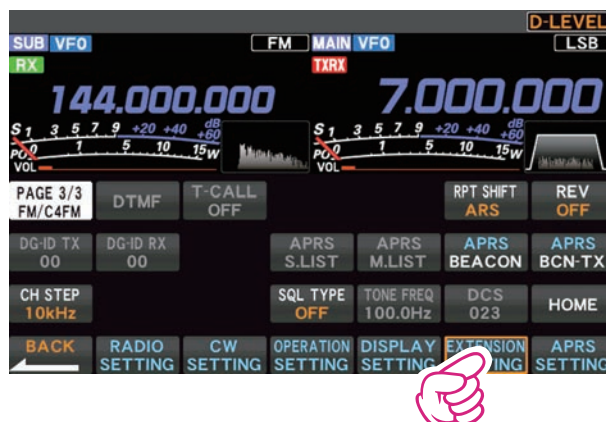 D-LEVEL
SUB VFO FM MAIN VFO LSB
RX TXRX
144.000.000 7.000.000
S 1 3 5 7 9 +20 +40 +60 dB S 1 3 5 7 9 +20 +40 +60 dB
PO 0 1 5 10 15 W PO 0 1 5 10 15 W
VOL VOL
PAGE 3/3 DTMF T-CALL RPT SHIFT REV
FM/C4FM OFF ARS OFF
DG-ID TX DG-ID RX APRS APRS APRS APRS
00 00 S.LIST M.LIST BEACON BCN-TX
CH STEP SQL TYPE TONE FREQ DCS HOME
10kHz OFF 100.0Hz 023
BACK RADIO CW OPERATION DISPLAY EXTENSION APRS
SETTING SETTING SETTING SETTING SETTING